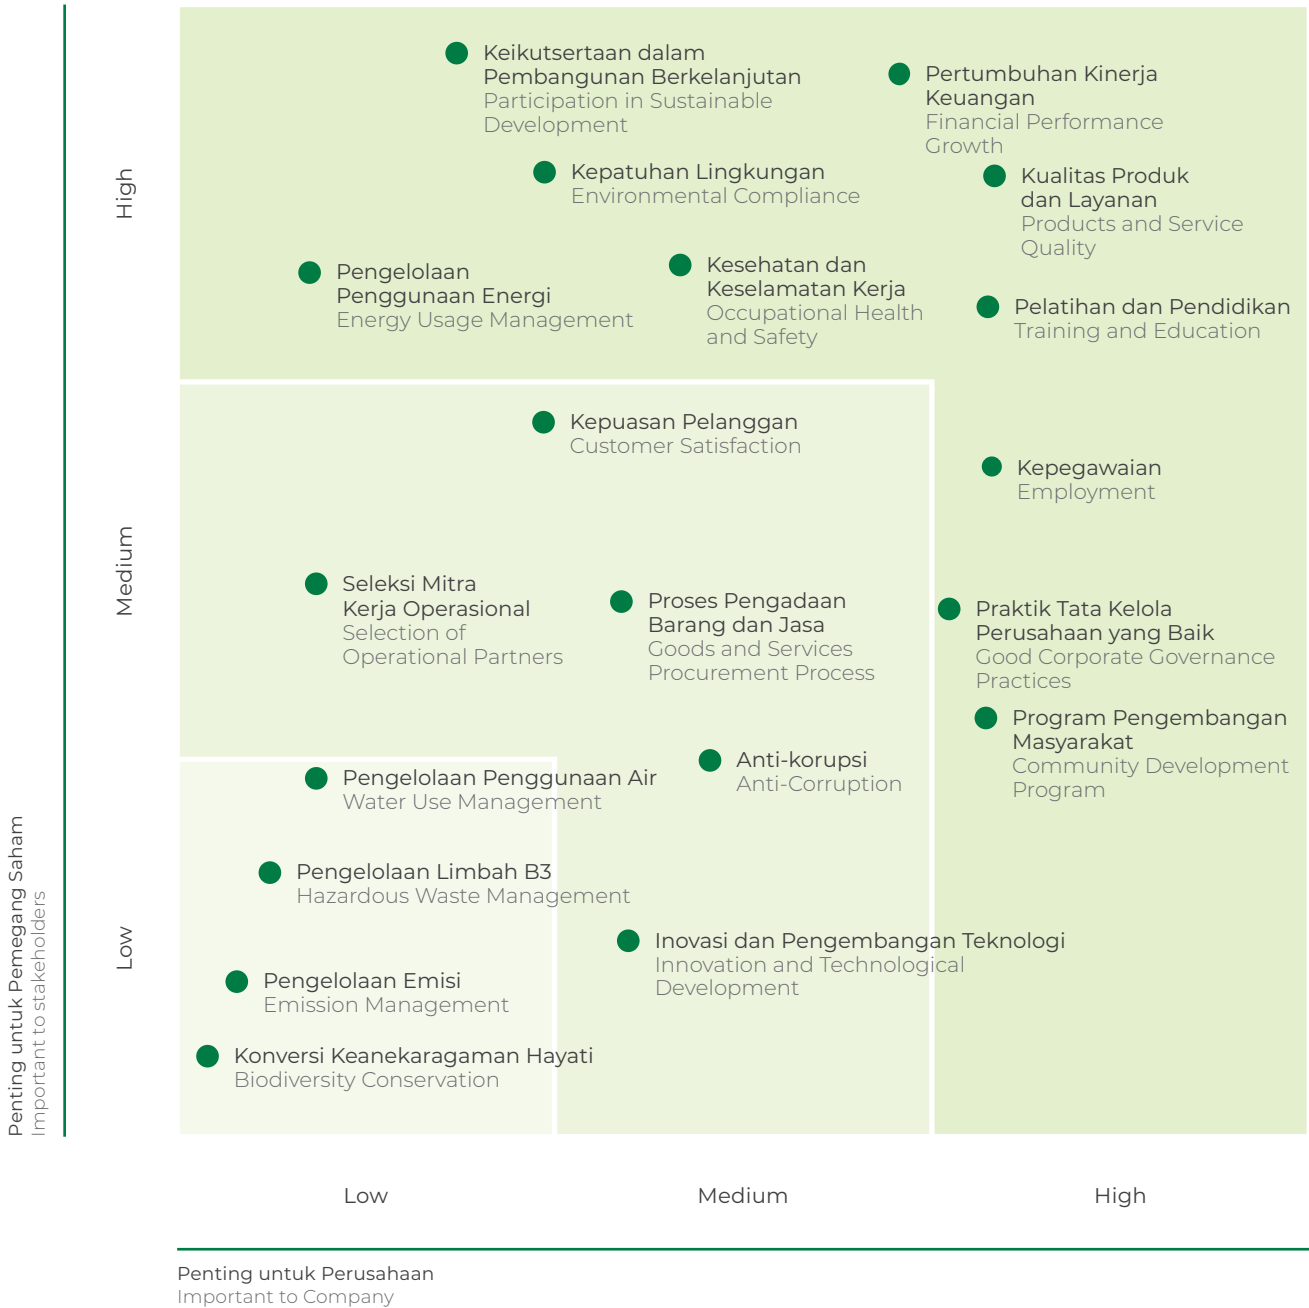 Keikutsertaan dalam
Pembangunan Berkelanjutan
Participation in Sustainable
Development
Pertumbuhan Kinerja
Keuangan
Financial Performance
Growth
Kepatuhan Lingkungan
Environmental Compliance
Kualitas Produk
dan Layanan
Products and Service
Quality
High
Pengelolaan
Penggunaan Energi
Energy Usage Management
Kesehatan dan
Keselamatan Kerja
Occupational Health
and Safety
Pelatihan dan Pendidikan
Training and Education
Kepuasan Pelanggan
Customer Satisfaction
Kepegawaian
Employment
Medium
Seleksi Mitra
Kerja Operasional
Selection of
Operational Partners
Proses Pengadaan
Barang dan Jasa
Goods and Services
Procurement Process
Praktik Tata Kelola
Perusahaan yang Baik
Good Corporate Governance
Practices
Program Pengembangan
Masyarakat
Community Development
Program
Anti-korupsi
Anti-Corruption
Pengelolaan Penggunaan Air
Water Use Management
Pengelolaan Limbah B3
Hazardous Waste Management
Low
Inovasi dan Pengembangan Teknologi
Innovation and Technological
Development
Pengelolaan Emisi
Emission Management
Konversi Keanekaragaman Hayati
Biodiversity Conservation
Penting untuk Pemegang Saham
Important to stakeholders
Low
Medium
High
Penting untuk Perusahaan
Important to Company